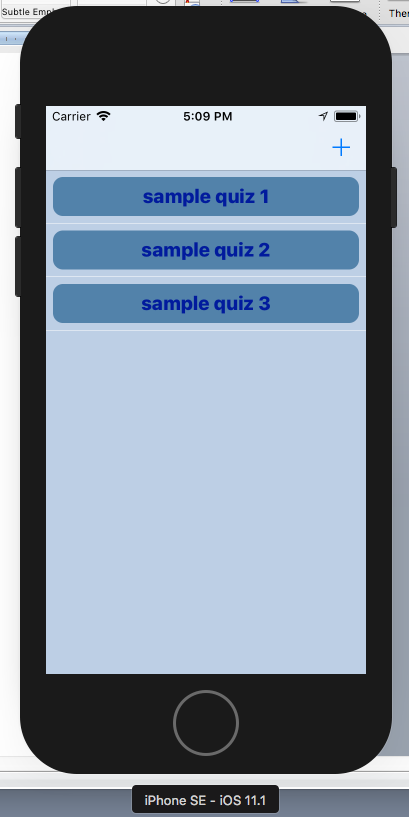 Subtle Emp
Ther
Carrier
5:09 PM
sample quiz 1
sample quiz 2
sample quiz 3
iPhone SE - iOS 11.1